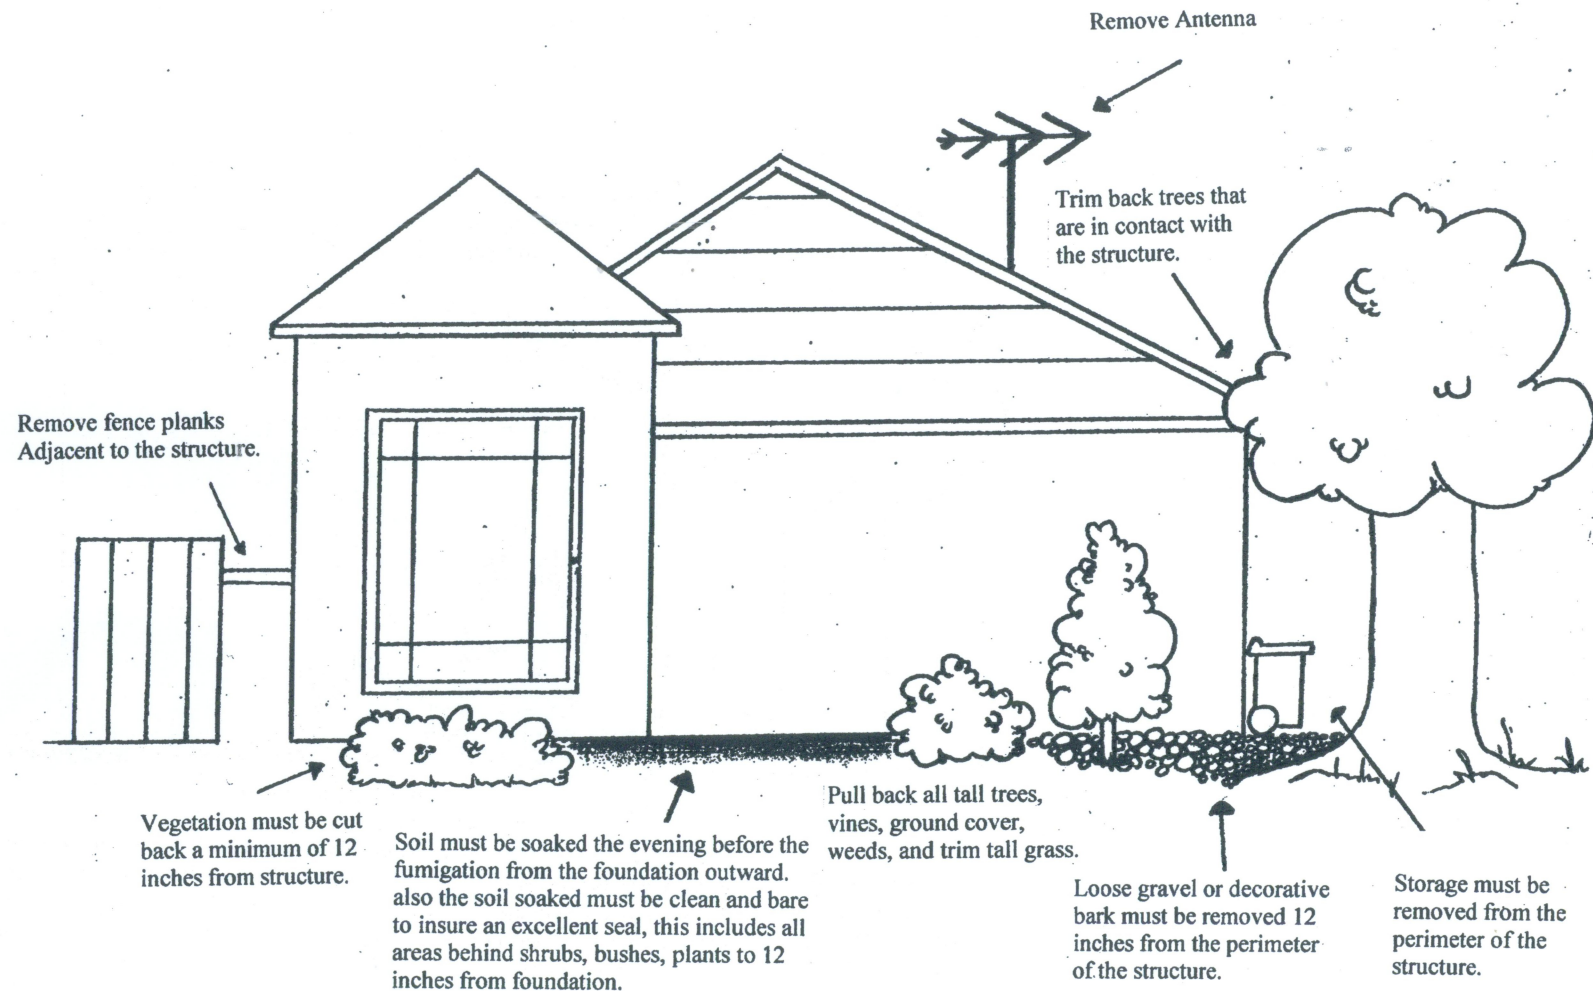 Remove Antenna
Trim back trees that
are in contact with
the structure.
Remove fence planks
Adjacent to the structure.
Vegetation must be cut
back a minimum of 12
inches from structure.
Soil must be soaked the evening before the
fumigation from the foundation outward.
also the soil soaked must be clean and bare
to insure an excellent seal, this includes all
areas behind shrubs, bushes, plants to 12
inches from foundation.
Pull back all tall trees,
vines, ground cover,
weeds, and trim tall grass.
Loose gravel or decorative
bark must be removed 12
inches from the perimeter
of the structure.
Storage must be
removed from the
perimeter of the
structure.